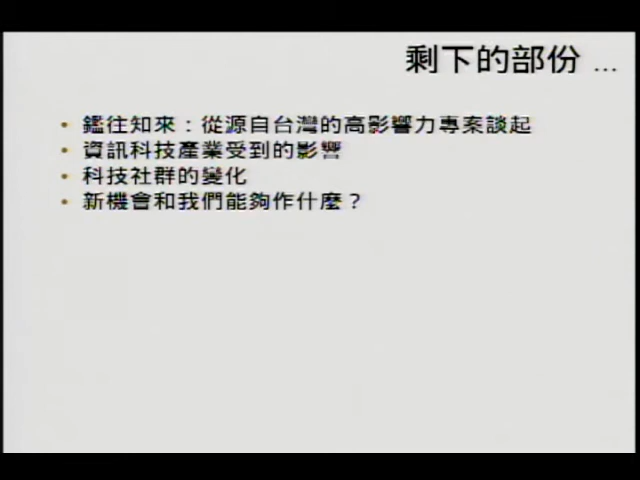 剩下的部份 ...
• 鑑往知來：從源自台灣的高影響力專案談起
• 資訊科技產業受到的影響
• 科技社群的變化
• 新機會和我們能夠作什麼？